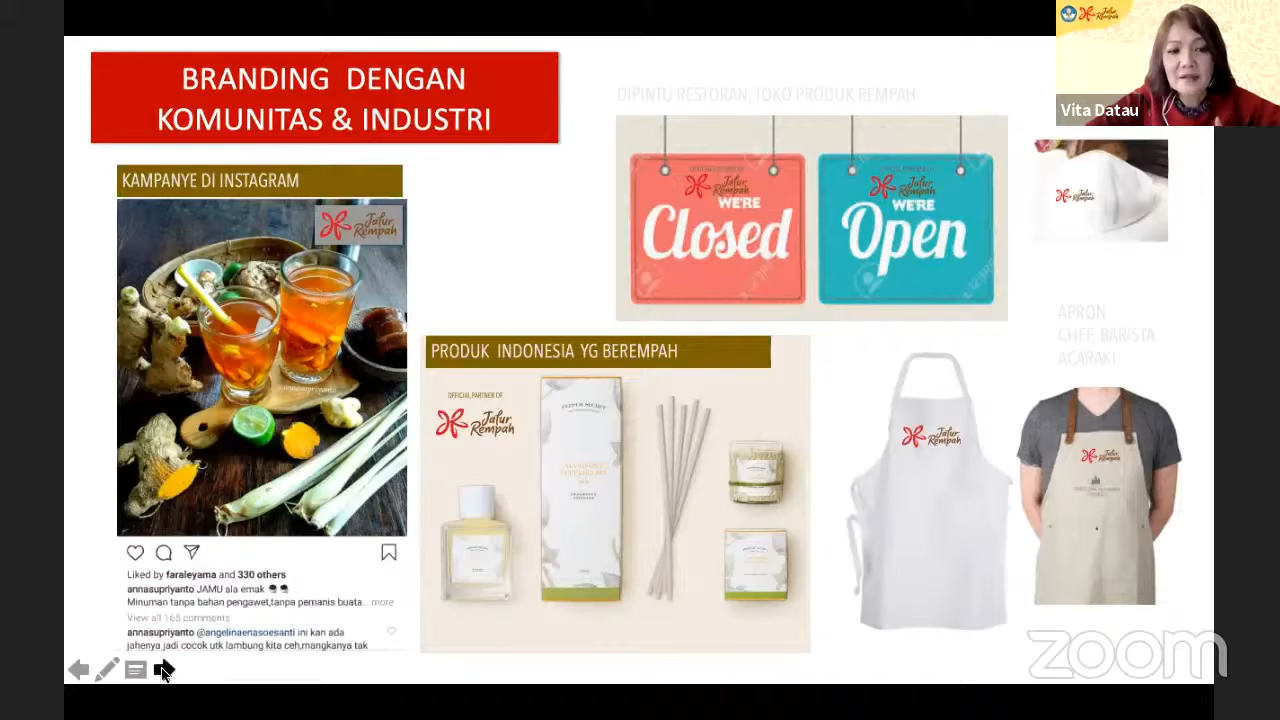 BRANDING DENGAN
KOMUNITAS & INDUSTRI
KAMPANYE DI INSTAGRAM
Jalur
Rempah
Liked by faraleyama and 330 others
annasupriyanto JAMU ala emak
Minuman tanpa bahan pengawet,tanpa pemanis buata... more
View all 165 comments
annasupriyanto @angelinaenasoesanti ini kan ada
jahenya jadi cocok utk lambung kita ceh,mangkanya tak
DIPINTU RESTORAN, TOKO PRODUK REMPAH
Jalur
Rempah
WE'RE
Closed
Jalur
Rempah
WE'RE
Open
PRODUK INDONESIA YG BEREMPAH
OFFICIAL PARTNER OF
Jalur
Rempah
PEPPER SECRET
APRON
CHEF, BARISTA
ACARAKI
Jalur
Rempah
Jalur
Rempah
Jalur
Rempah
Jalur
Rempah
Vita Datau
zoom